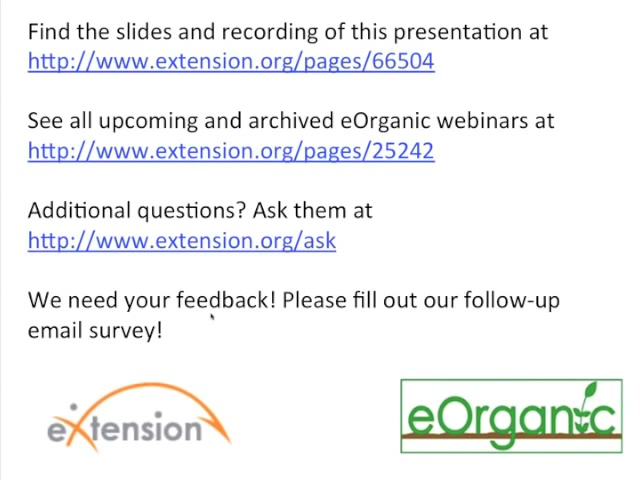 Find the slides and recording of this presentation at
http://www.extension.org/pages/66504
See all upcoming and archived eOrganic webinars at
http://www.extension.org/pages/25242
Additional questions? Ask them at
http://www.extension.org/ask
We need your feedback! Please fill out our follow-up
email survey!
eXtension
eOrganic